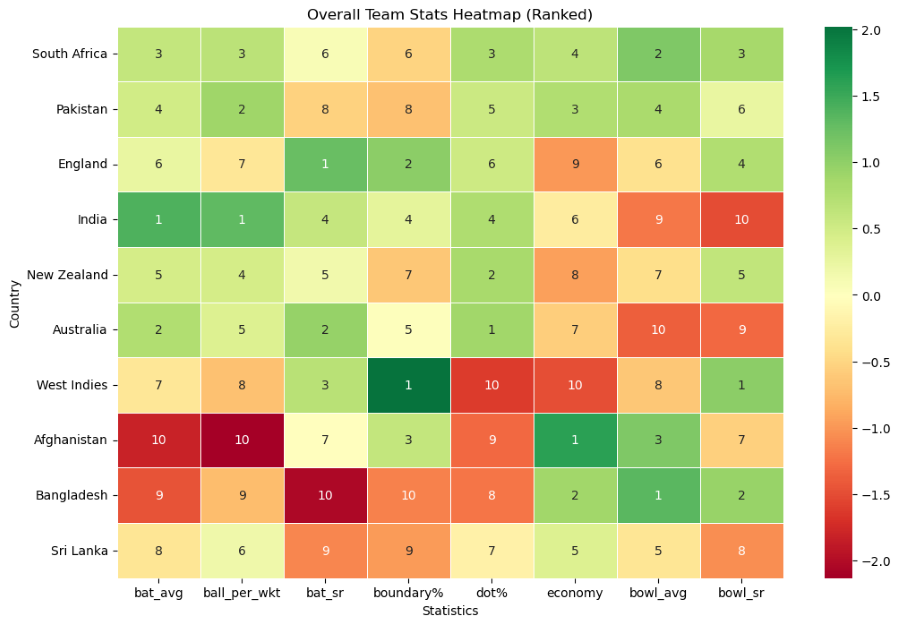 Overall Team Stats Heatmap (Ranked)
South Africa 3 3 6 6 3 4 2 3
Pakistan 4 2 8 8 5 3 4 6
England 6 7 1 2 6 9 6 4
India 1 1 4 4 4 6 9 10
New Zealand 5 4 5 7 2 8 7 5
Australia 2 5 2 5 1 7 10 9
West Indies 7 8 3 1 10 10 8 1
Afghanistan 10 10 7 3 9 1 3 7
Bangladesh 9 9 10 10 8 2 1 2
Sri Lanka 8 6 9 9 7 5 5 8
Country
bat_avg ball_per_wkt bat_sr boundary% dot% economy bowl_avg bowl_sr
Statistics
2.0
1.5
1.0
0.5
0.0
−0.5
−1.0
−1.5
−2.0